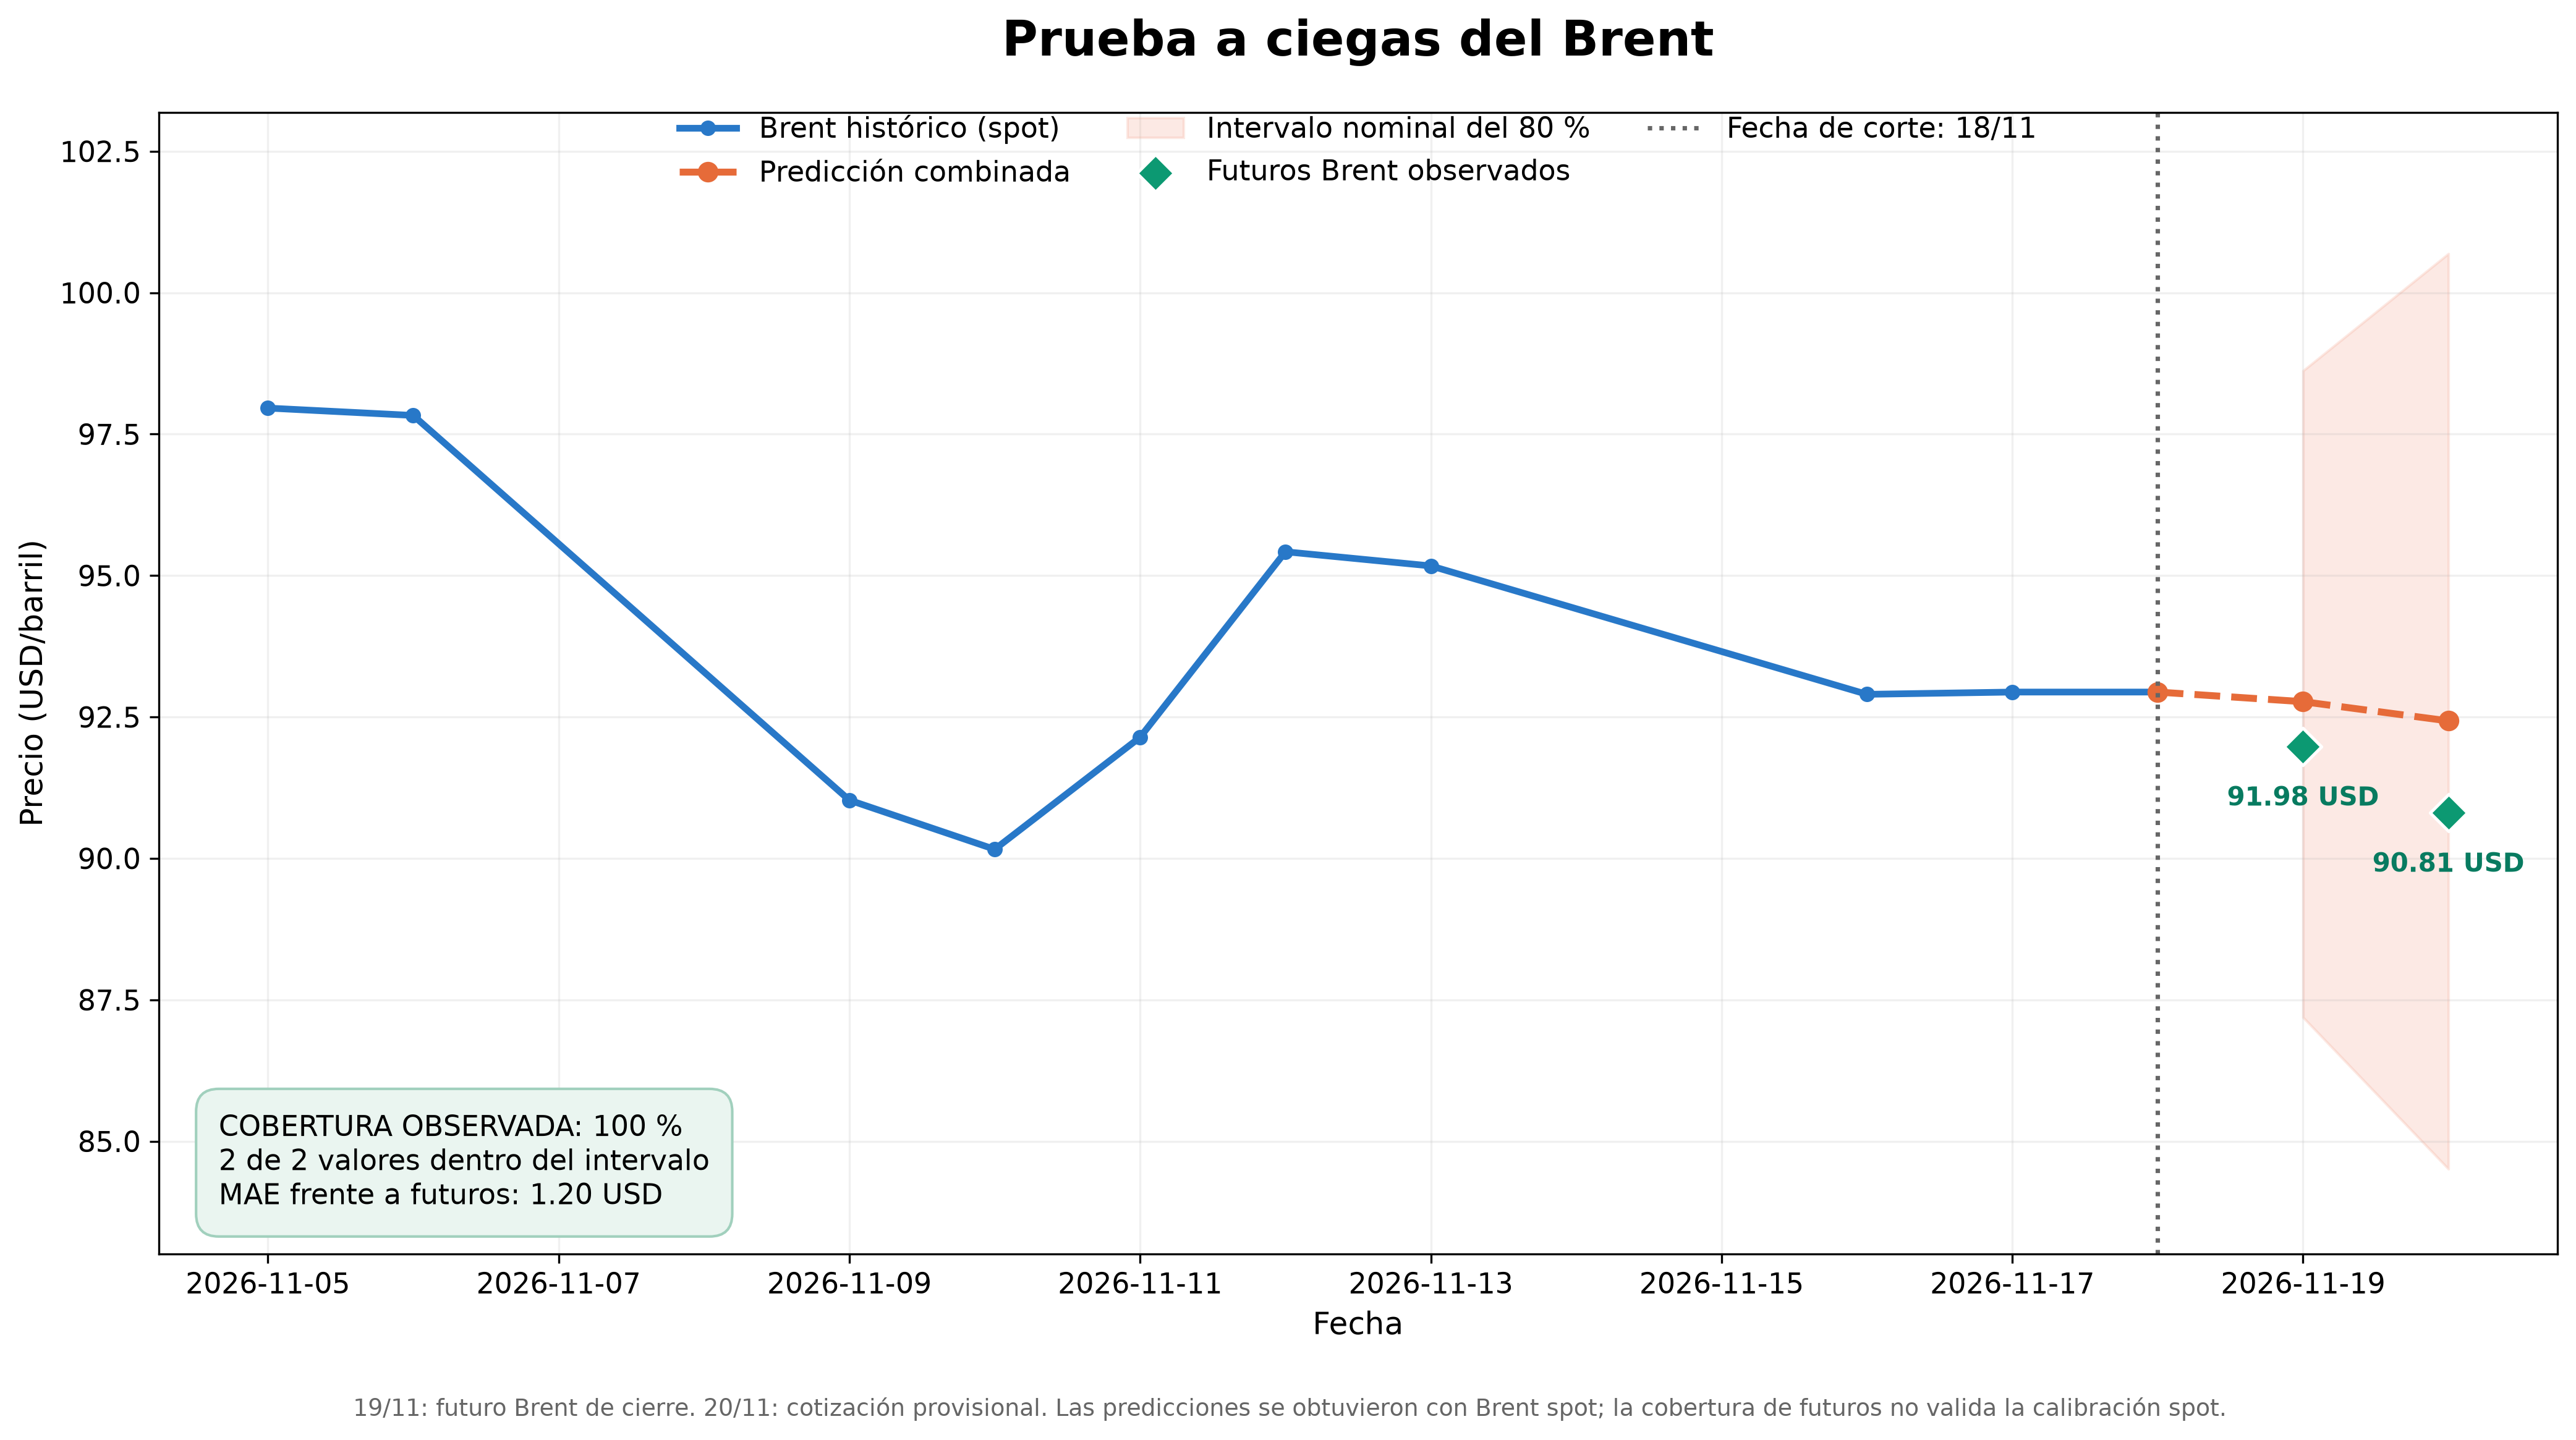 Prueba a ciegas del Brent
Brent histórico (spot)
Predicción combinada
Intervalo nominal del 80 %
Futuros Brent observados
Fecha de corte: 18/11
Precio (USD/barril)
102.5
100.0
97.5
95.0
92.5
90.0
87.5
85.0
91.98 USD
90.81 USD
COBERTURA OBSERVADA: 100 %
2 de 2 valores dentro del intervalo
MAE frente a futuros: 1.20 USD
2026-11-05
2026-11-07
2026-11-09
2026-11-11
2026-11-13
2026-11-15
2026-11-17
2026-11-19
Fecha
19/11: futuro Brent de cierre. 20/11: cotización provisional. Las predicciones se obtuvieron con Brent spot; la cobertura de futuros no valida la calibración spot.